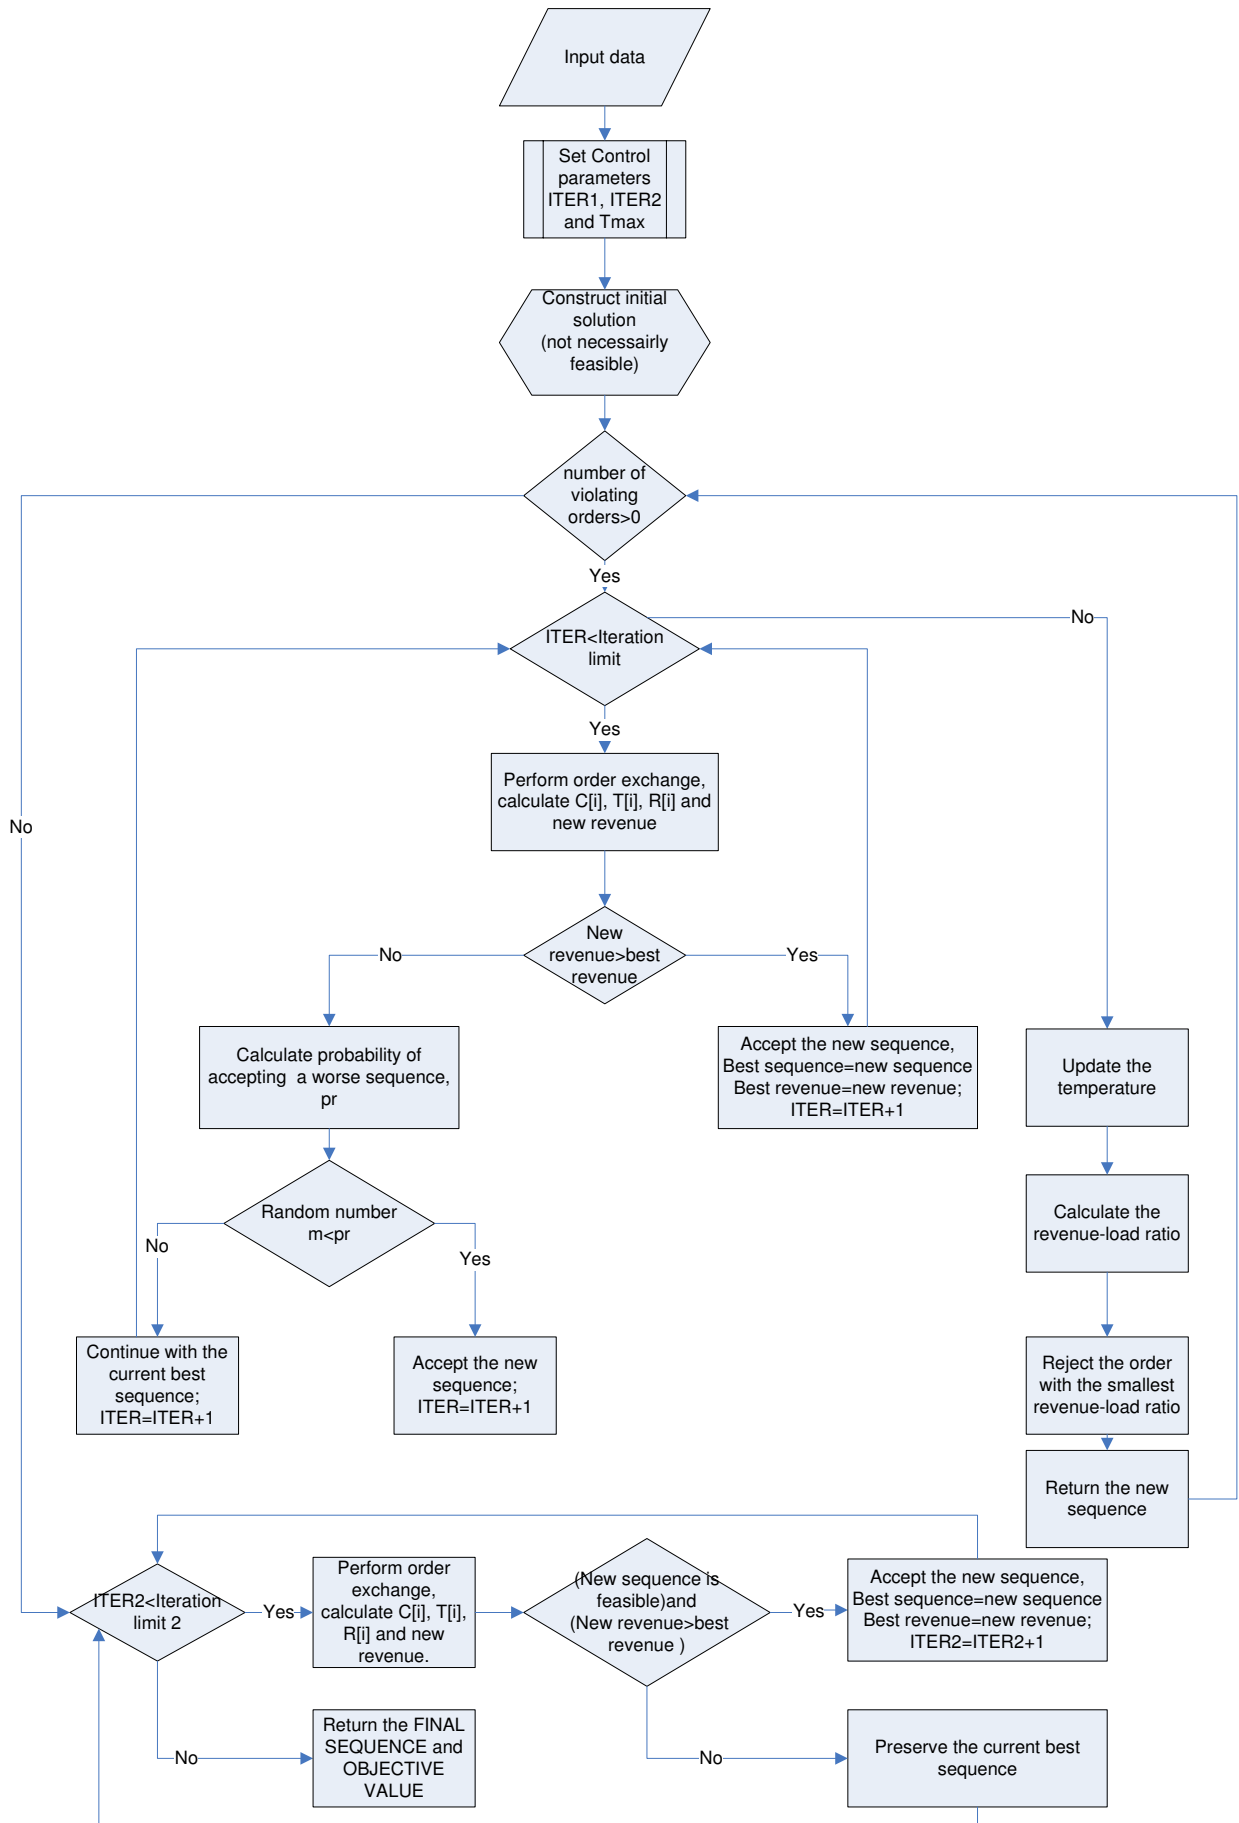 Input data
Set Control
parameters
ITER1, ITER2
and Tmax
Construct initial
solution
(not necessairly
feasible)
number of
violating
orders>0
Yes
ITER<Iteration
limit
No
Yes
Perform order exchange,
calculate C[i], T[i], R[i] and
new revenue
No
New
revenue>best
revenue
No
Yes
Calculate probability of
accepting a worse sequence,
pr
Accept the new sequence,
Best sequence=new sequence
Best revenue=new revenue;
ITER=ITER+1
Update the
temperature
Random number
m<pr
No
Yes
Calculate the
revenue-load ratio
Continue with the
current best
sequence;
ITER=ITER+1
Accept the new
sequence;
ITER=ITER+1
Reject the order
with the smallest
revenue-load ratio
Return the new
sequence
ITER2<Iteration
limit 2
Yes
Perform order
exchange,
calculate C[i], T[i],
R[i] and new
revenue.
(New sequence is
feasible)and
(New revenue>best
revenue )
Yes
Accept the new sequence,
Best sequence=new sequence
Best revenue=new revenue;
ITER2=ITER2+1
No
Return the FINAL
SEQUENCE and
OBJECTIVE
VALUE
No
Preserve the current best
sequence